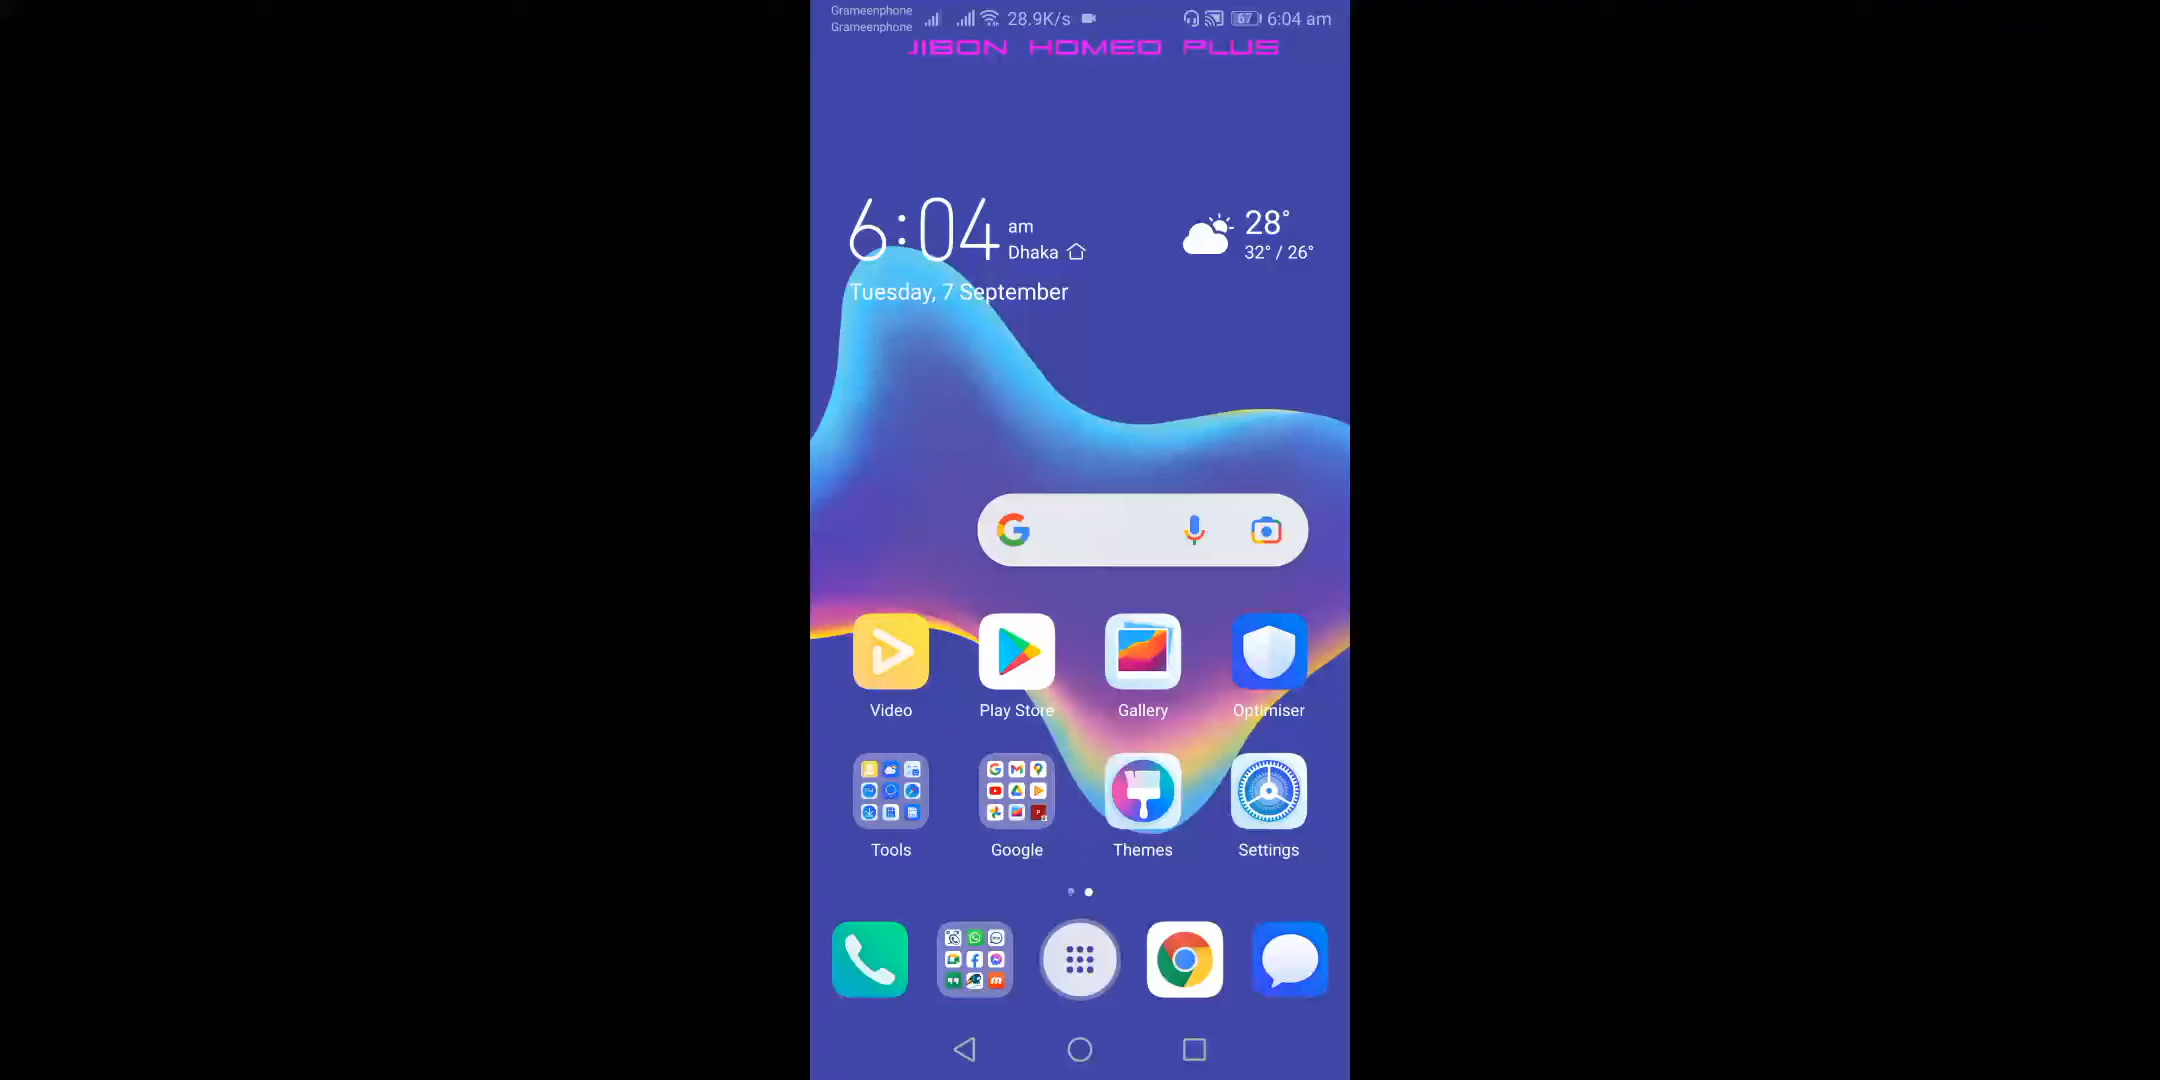 Grameenphone
Grameenphone
28.9K/s
67 6:04 am
JIBON HOMEO PLUS
6:04 am
Dhaka
28°
32° / 26°
Tuesday, 7 September
Video
Play Store
Gallery
Optimiser
Tools
Google
Themes
Settings